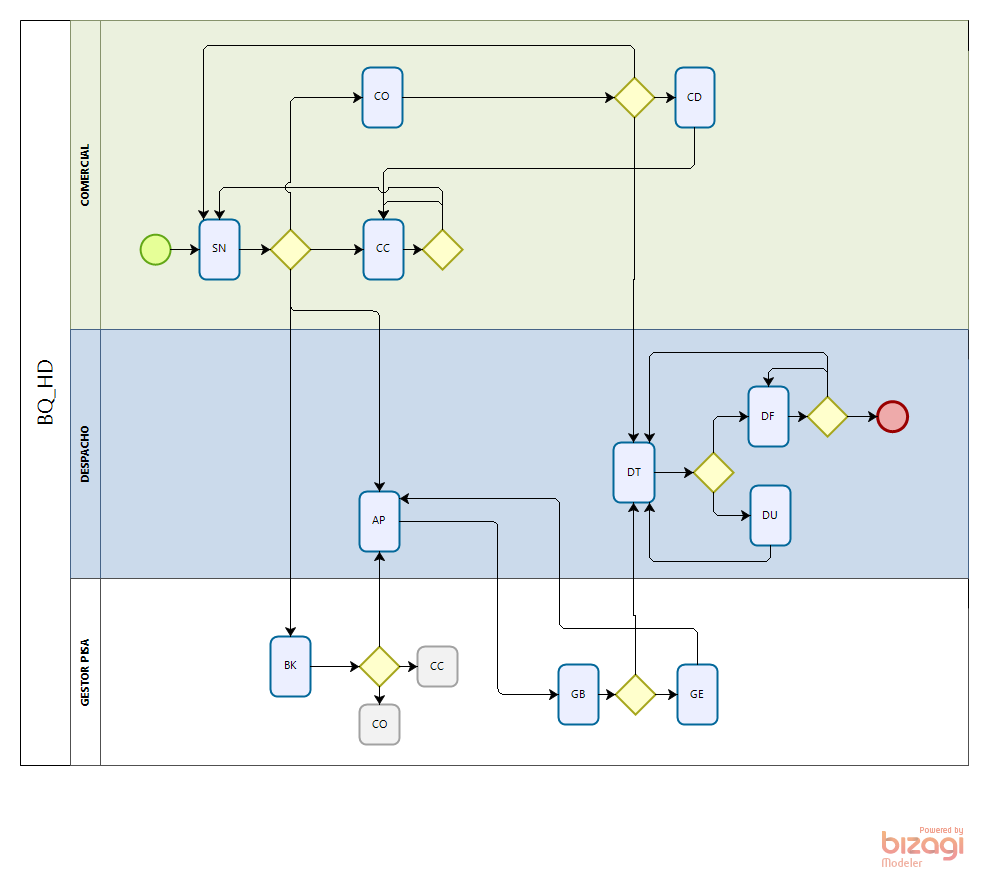 BQ_HD
COMERCIAL
CO
CD
SN
CC
DESPACHO
DF
DT
DU
AP
GESTOR PISA
BK
CC
CO
GB
GE
Powered by
bizagi
Modeler